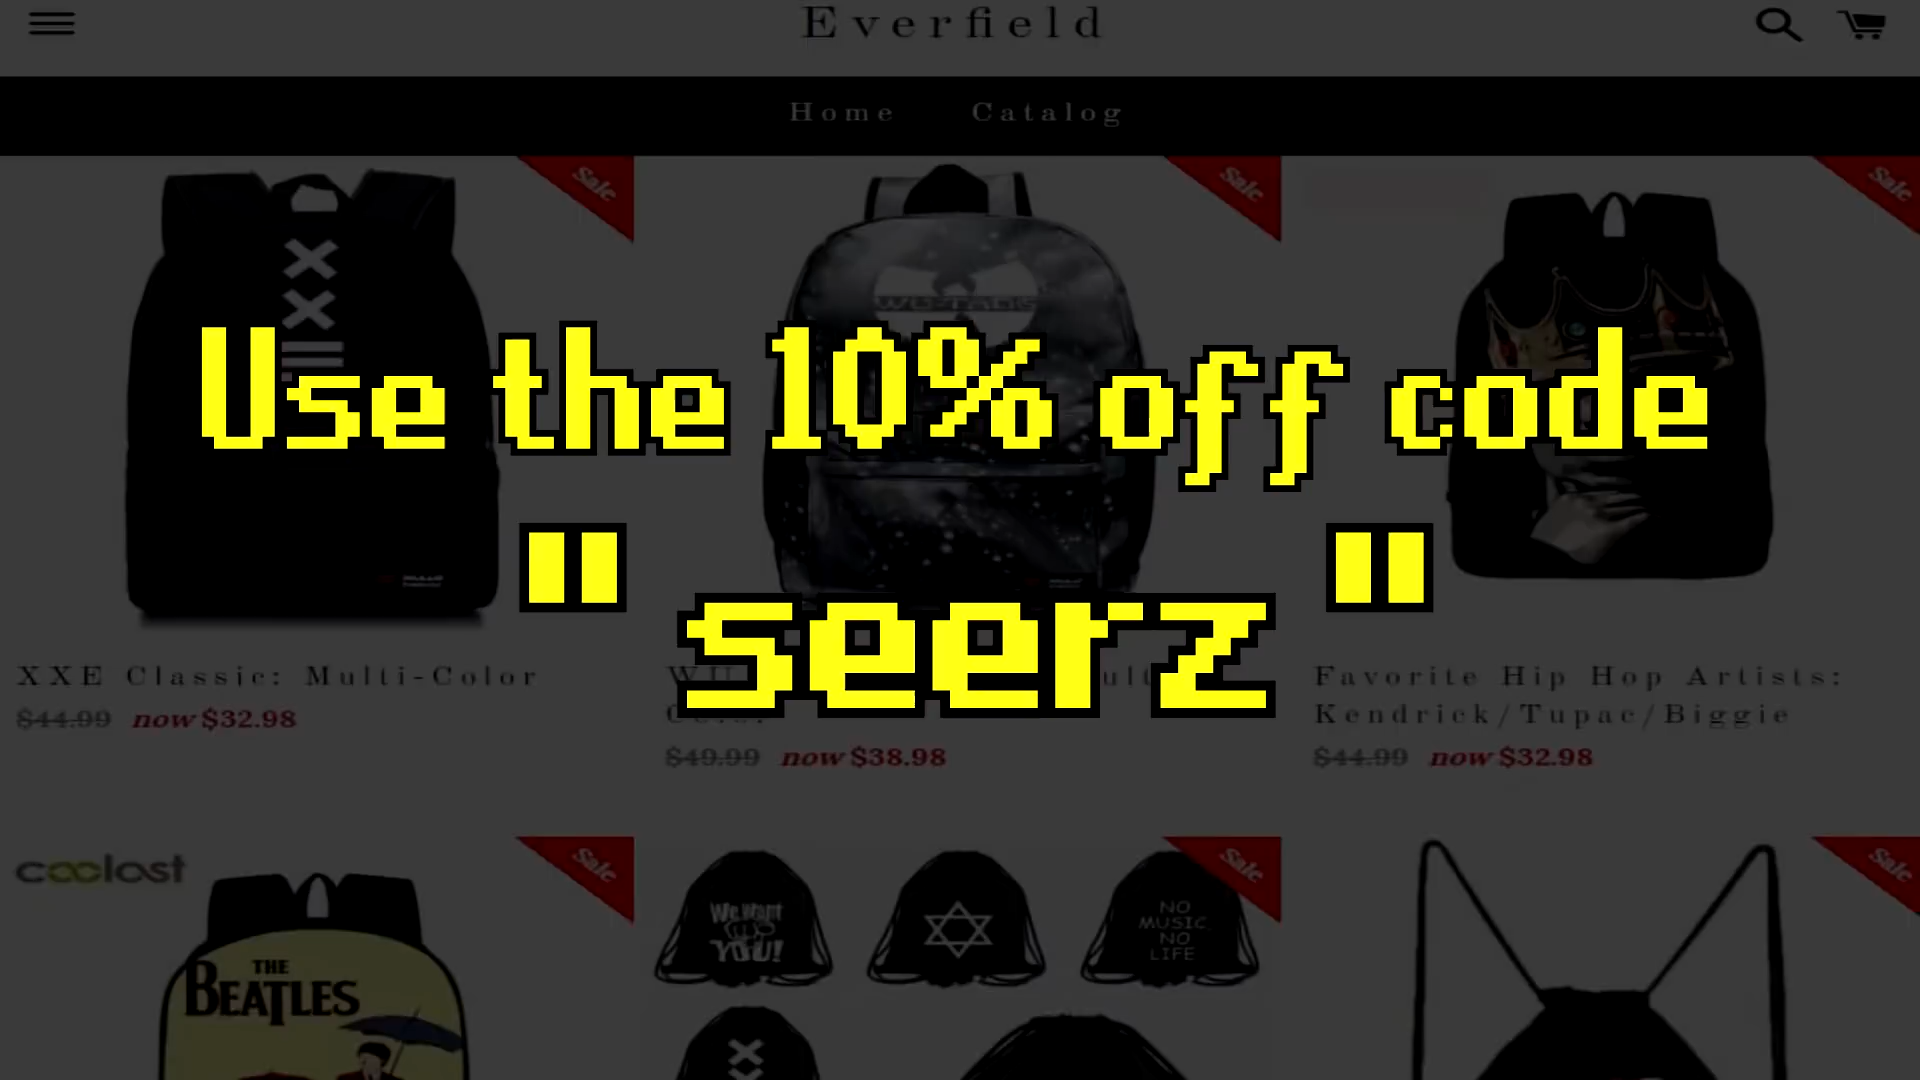 Everfield
Home Catalog
Sale
Sale
Sale
Use the 10% off code
" seerz "
XXE Classic: Multi-Color
$44.99 now $32.98
$49.99 now $38.98
Favorite Hip Hop Artists:
Kendrick/Tupac/Biggie
$44.99 now $32.98
Sale
Sale
Sale
coolost
THE
BEATLES
We Want
YOU!
NO
MUSIC
NO
LIFE